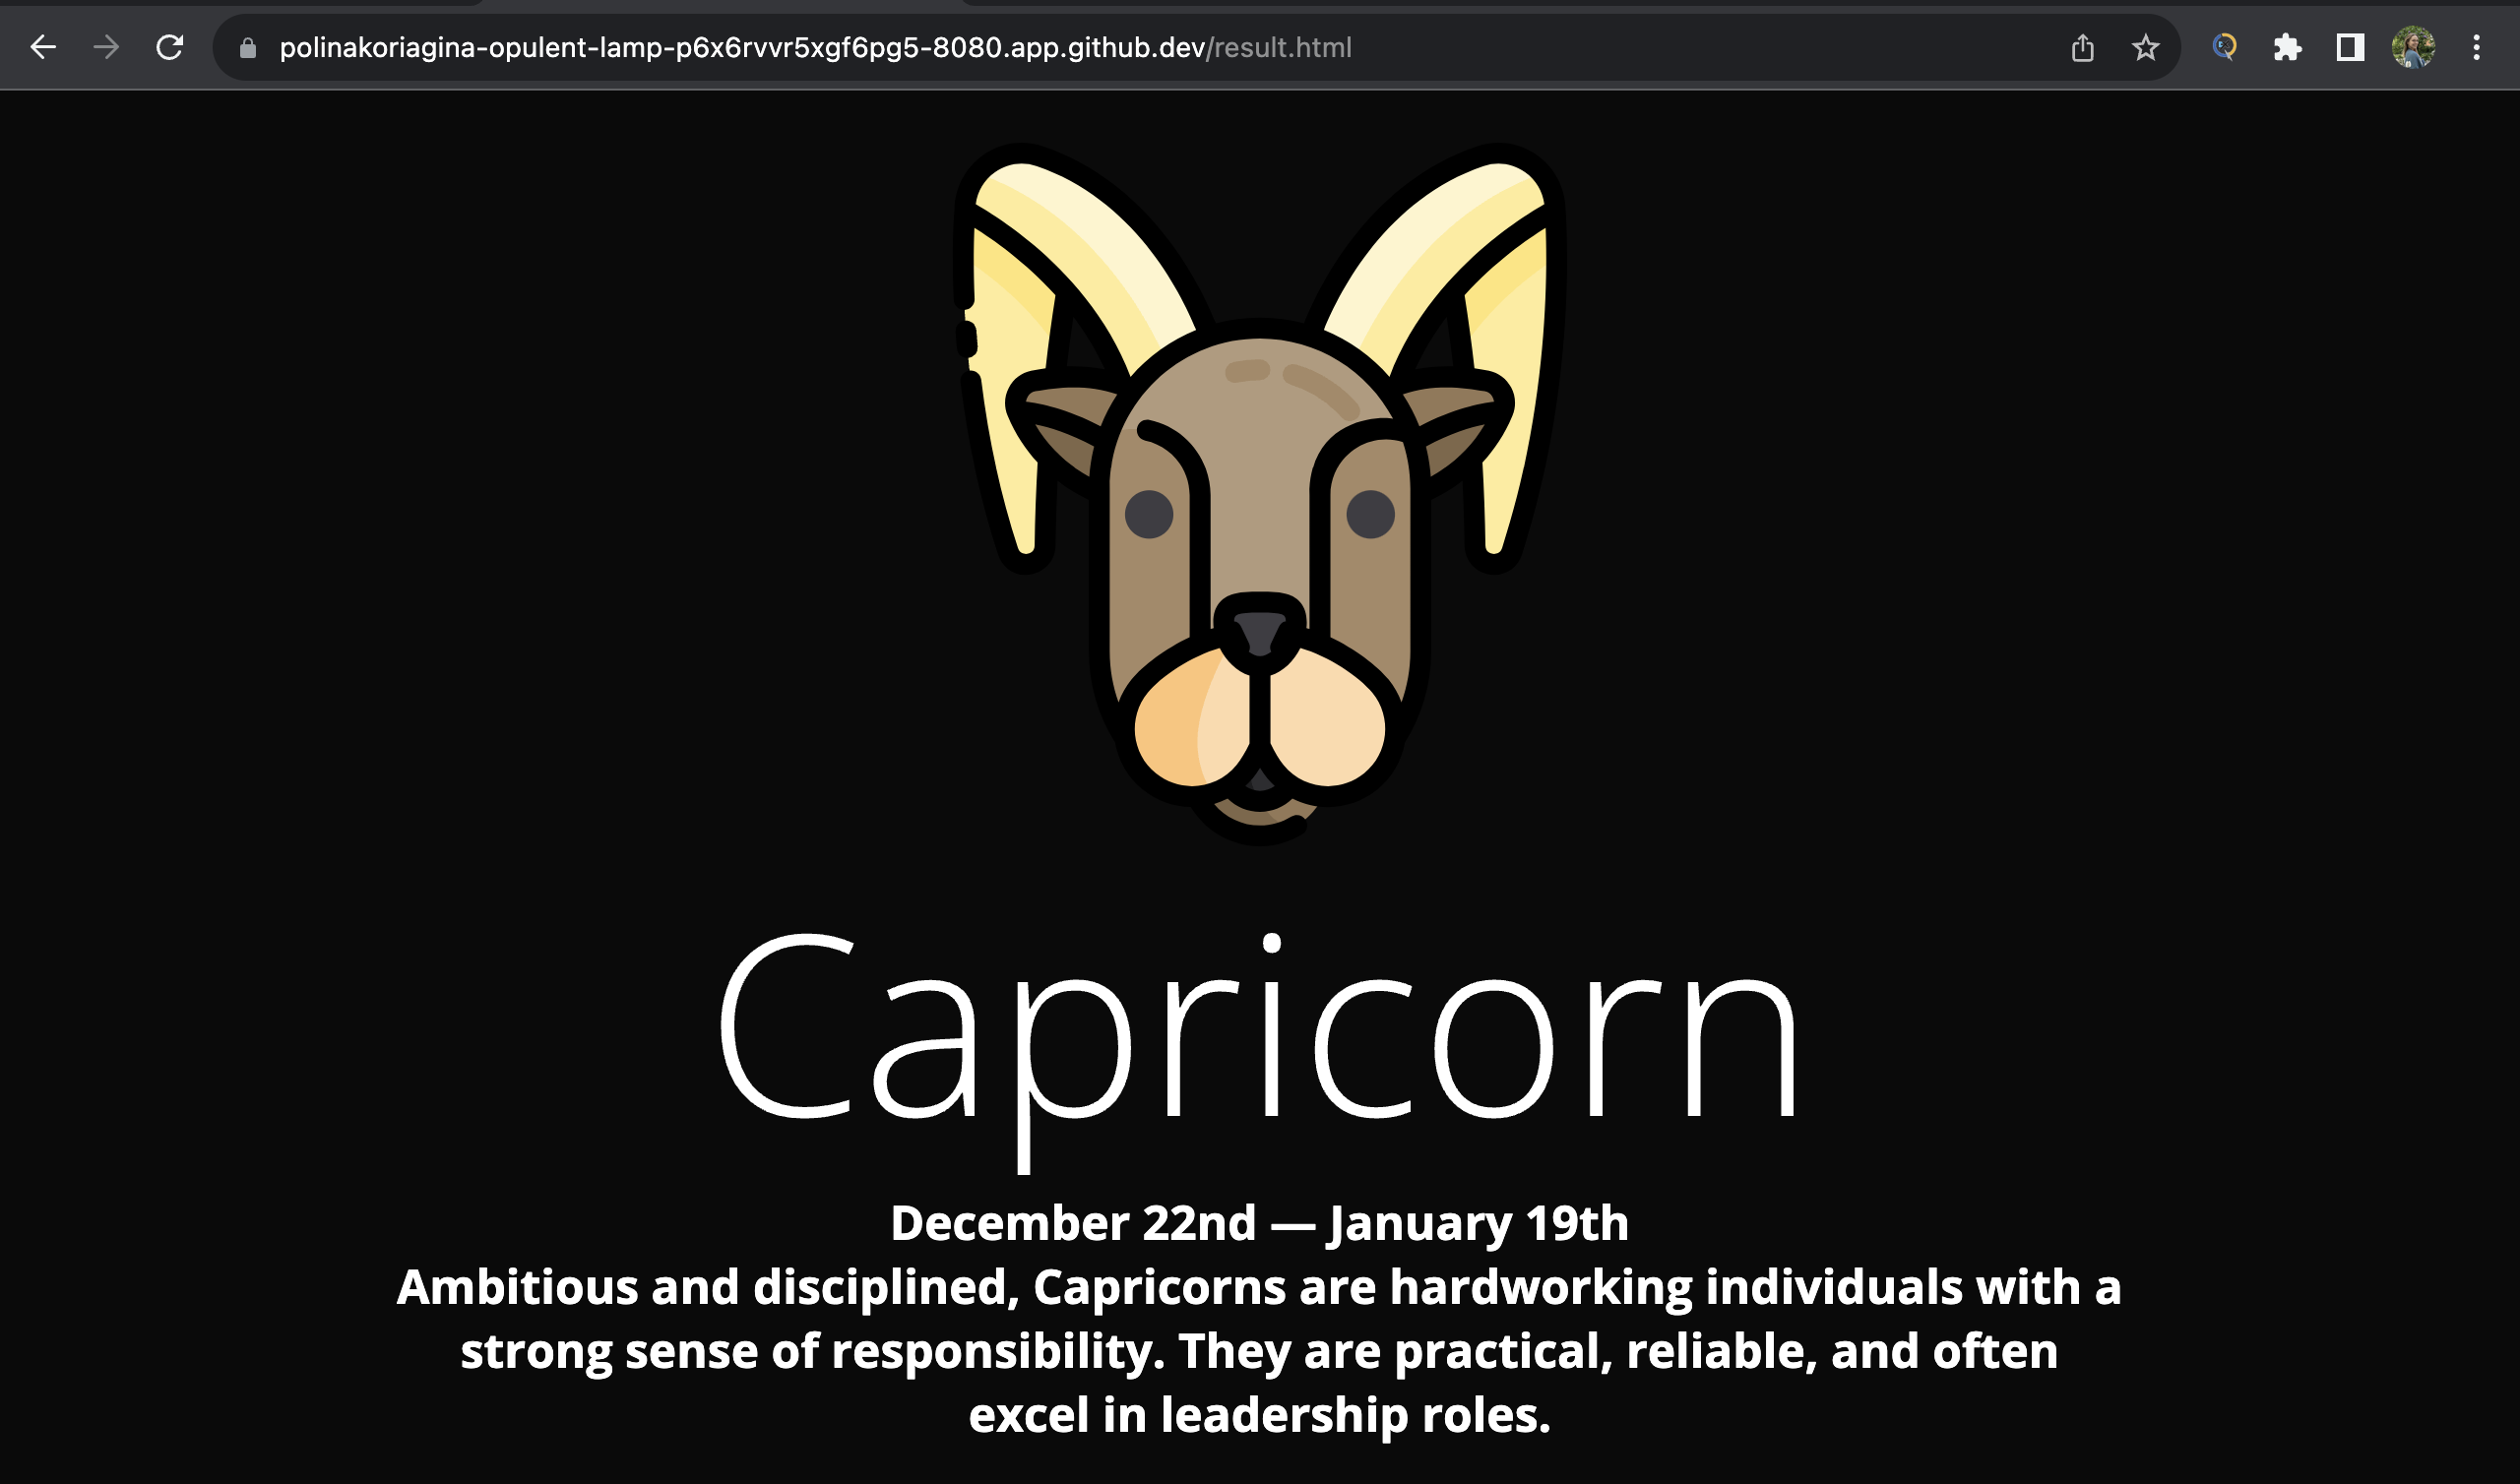 polinakoriagina-opulent-lamp-p6x6rvvr5xgf6pg5-8080.app.github.dev/result.html
Capricorn
December 22nd — January 19th
Ambitious and disciplined, Capricorns are hardworking individuals with a
strong sense of responsibility. They are practical, reliable, and often
excel in leadership roles.